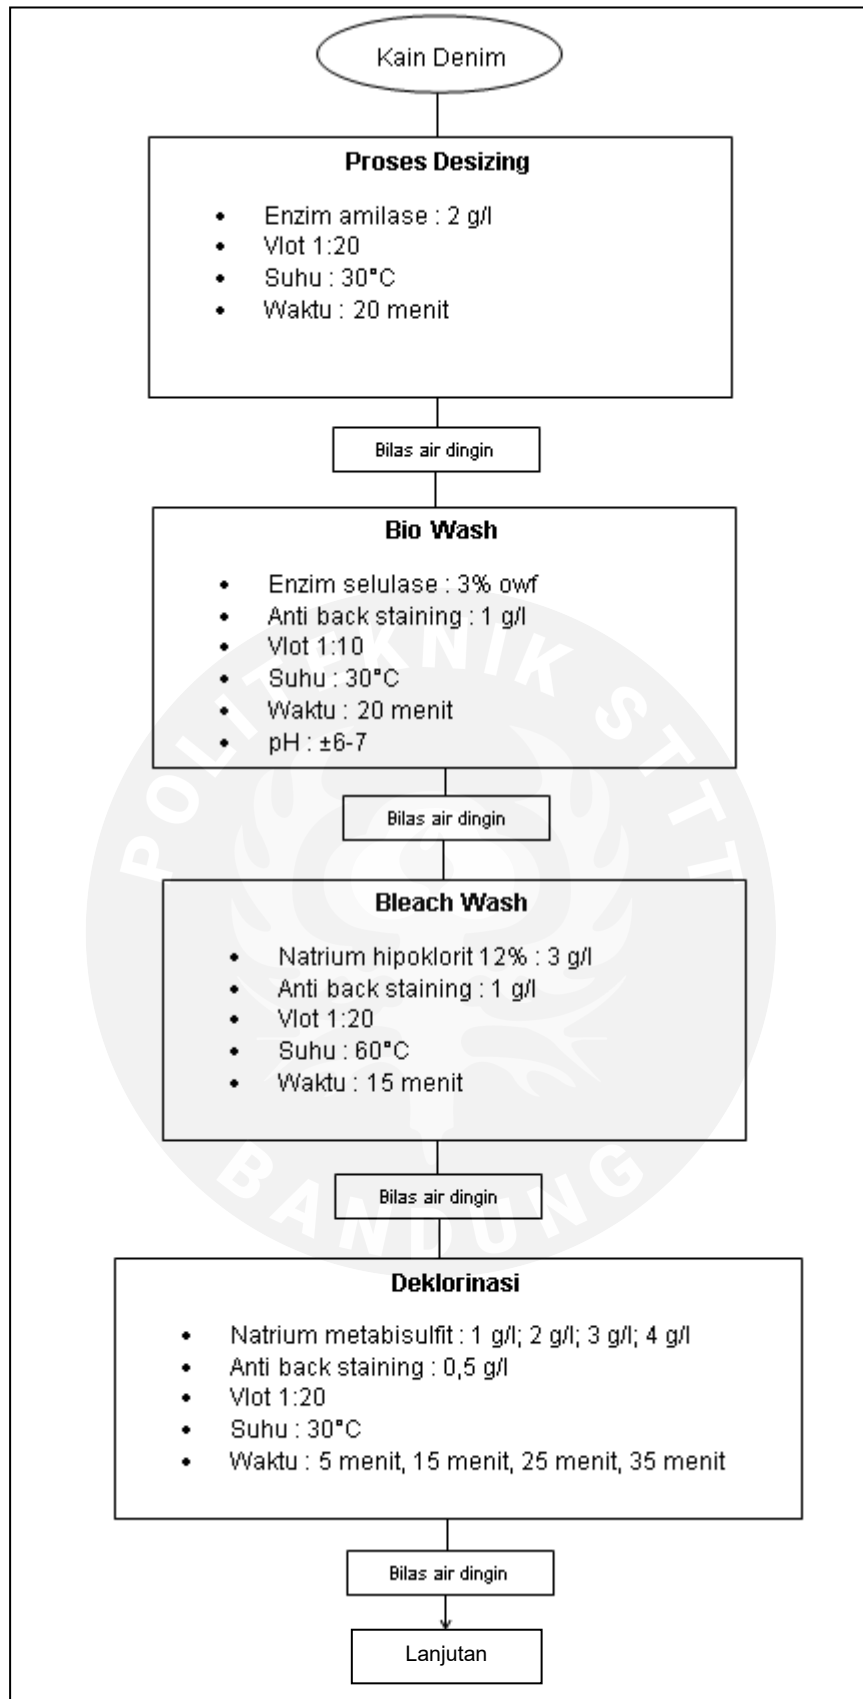 Kain Denim
Proses Desizing
• Enzim amilase : 2 g/l
• Vlot 1:20
• Suhu : 30°C
• Waktu : 20 menit
Bilas air dingin
Bio Wash
• Enzim selulase : 3% owf
• Anti back staining : 1 g/l
• Vlot 1:10
• Suhu : 30°C
• Waktu : 20 menit
• pH : ±6-7
Bilas air dingin
Bleach Wash
• Natrium hipoklorit 12% : 3 g/l
• Anti back staining : 1 g/l
• Vlot 1:20
• Suhu : 60°C
• Waktu : 15 menit
Bilas air dingin
Deklorinasi
• Natrium metabisulfit : 1 g/l; 2 g/l; 3 g/l; 4 g/l
• Anti back staining : 0,5 g/l
• Vlot 1:20
• Suhu : 30°C
• Waktu : 5 menit, 15 menit, 25 menit, 35 menit
Bilas air dingin
Lanjutan
POLITEKNIK STTT
BANDUNG